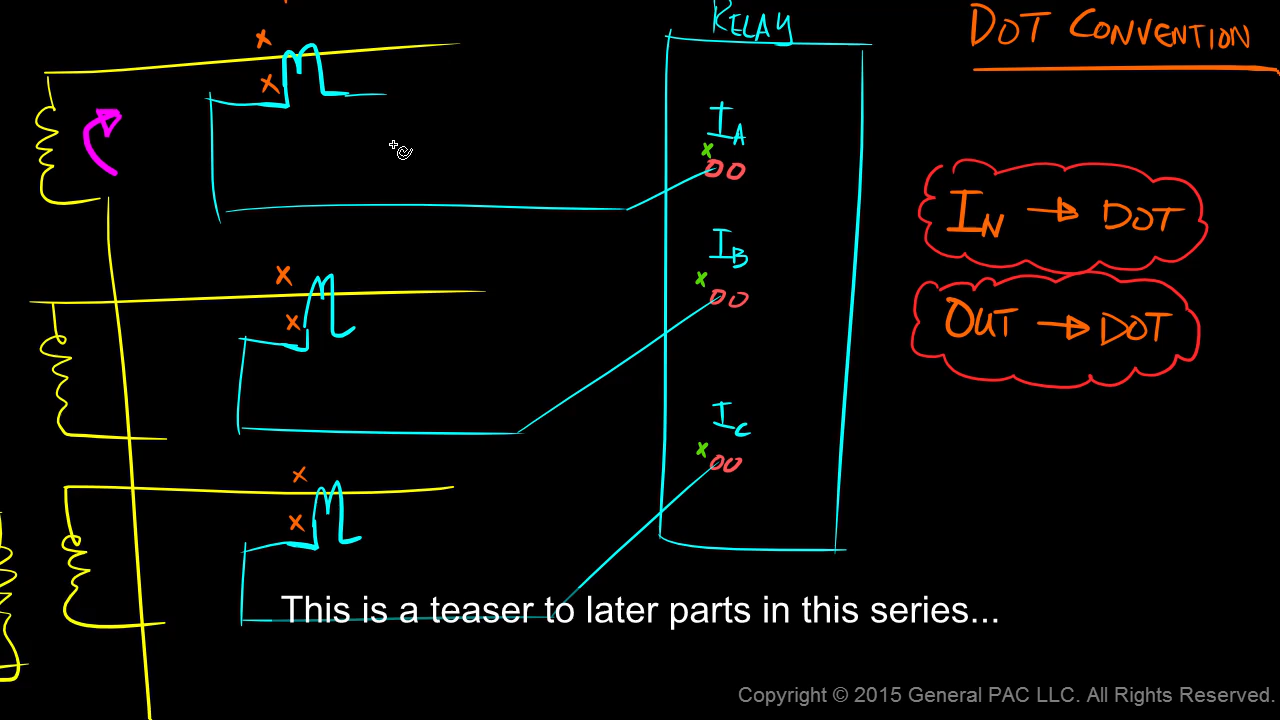 RELAY
DOT CONVENTION
X
X
IA
x
IN → DOT
IB
x
X
X
OUT → DOT
IC
x
X
X
This is a teaser to later parts in this series...
Copyright © 2015 General PAC LLC. All Rights Reserved.